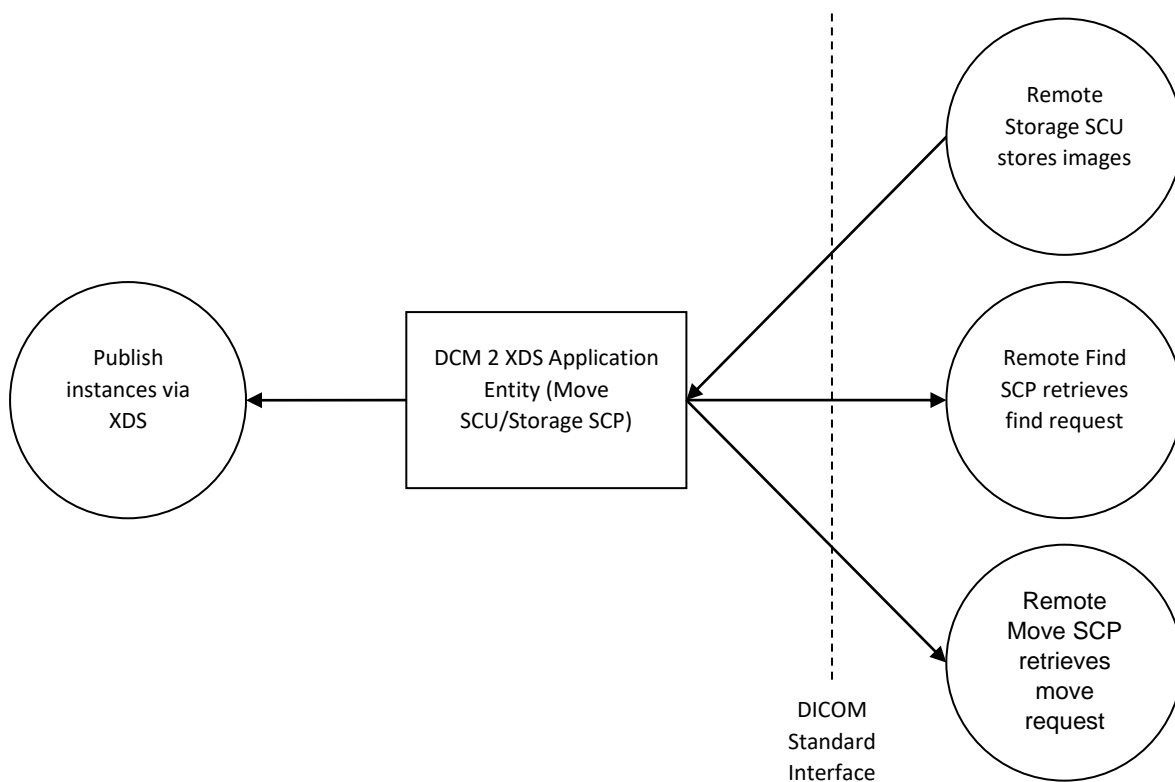 Remote
Storage SCU
stores images
Publish
instances via
XDS
DCM 2 XDS Application
Entity (Move
SCU/Storage SCP)
Remote Find
SCP retrieves
find request
Remote
Move SCP
retrieves
move
request
DICOM
Standard
Interface